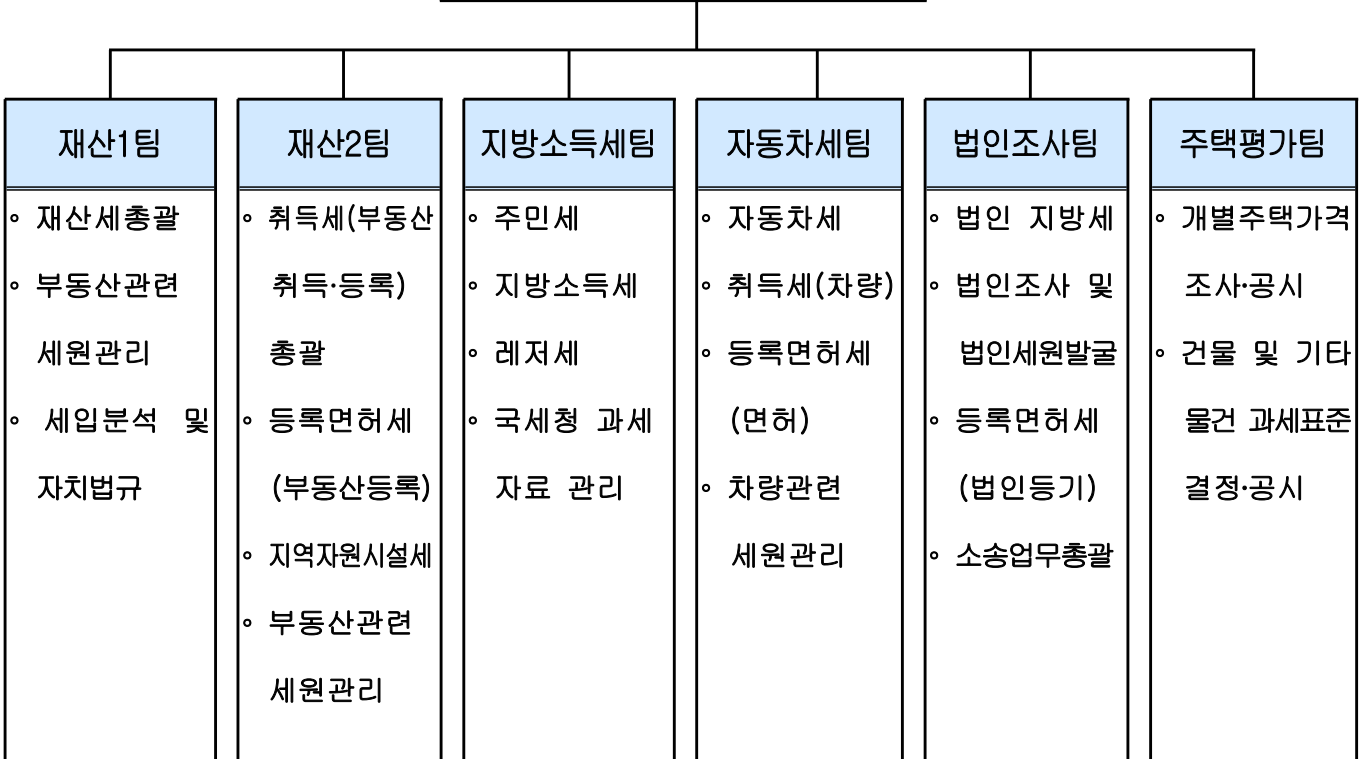 재산1팀
◦ 재산세총괄
◦ 부동산관련
세원관리
◦ 세입분석 및
자치법규
재산2팀
◦ 취득세(부동산
취득·등록)
총괄
◦ 등록면허세
(부동산등록)
◦ 지역자원시설세
◦ 부동산관련
세원관리
지방소득세팀
◦ 주민세
◦ 지방소득세
◦ 레저세
◦ 국세청 과세
자료 관리
자동차세팀
◦ 자동차세
◦ 취득세(차량)
◦ 등록면허세
(면허)
◦ 차량관련
세원관리
법인조사팀
◦ 법인 지방세
◦ 법인조사 및
법인세원발굴
◦ 등록면허세
(법인등기)
◦ 소송업무총괄
주택평가팀
◦ 개별주택가격
조사·공시
◦ 건물 및 기타
물건 과세표준
결정·공시